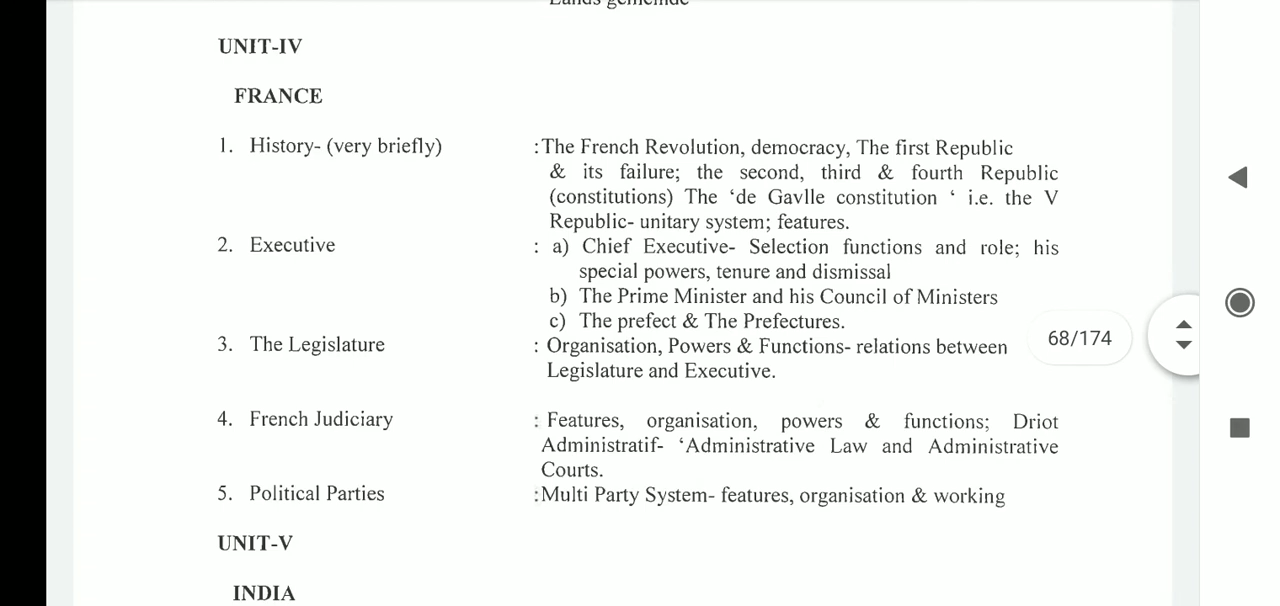 Lands gemeinde
UNIT-IV
FRANCE
1. History- (very briefly) :The French Revolution, democracy, The first Republic
& its failure; the second, third & fourth Republic
(constitutions) The ‘de Gavlle constitution ‘ i.e. the V
Republic- unitary system; features.
2. Executive : a) Chief Executive- Selection functions and role; his
special powers, tenure and dismissal
b) The Prime Minister and his Council of Ministers
c) The prefect & The Prefectures.
3. The Legislature : Organisation, Powers & Functions- relations between
Legislature and Executive.
68/174
4. French Judiciary : Features, organisation, powers & functions; Driot
Administratif- ‘Administrative Law and Administrative
Courts.
5. Political Parties :Multi Party System- features, organisation & working
UNIT-V
INDIA